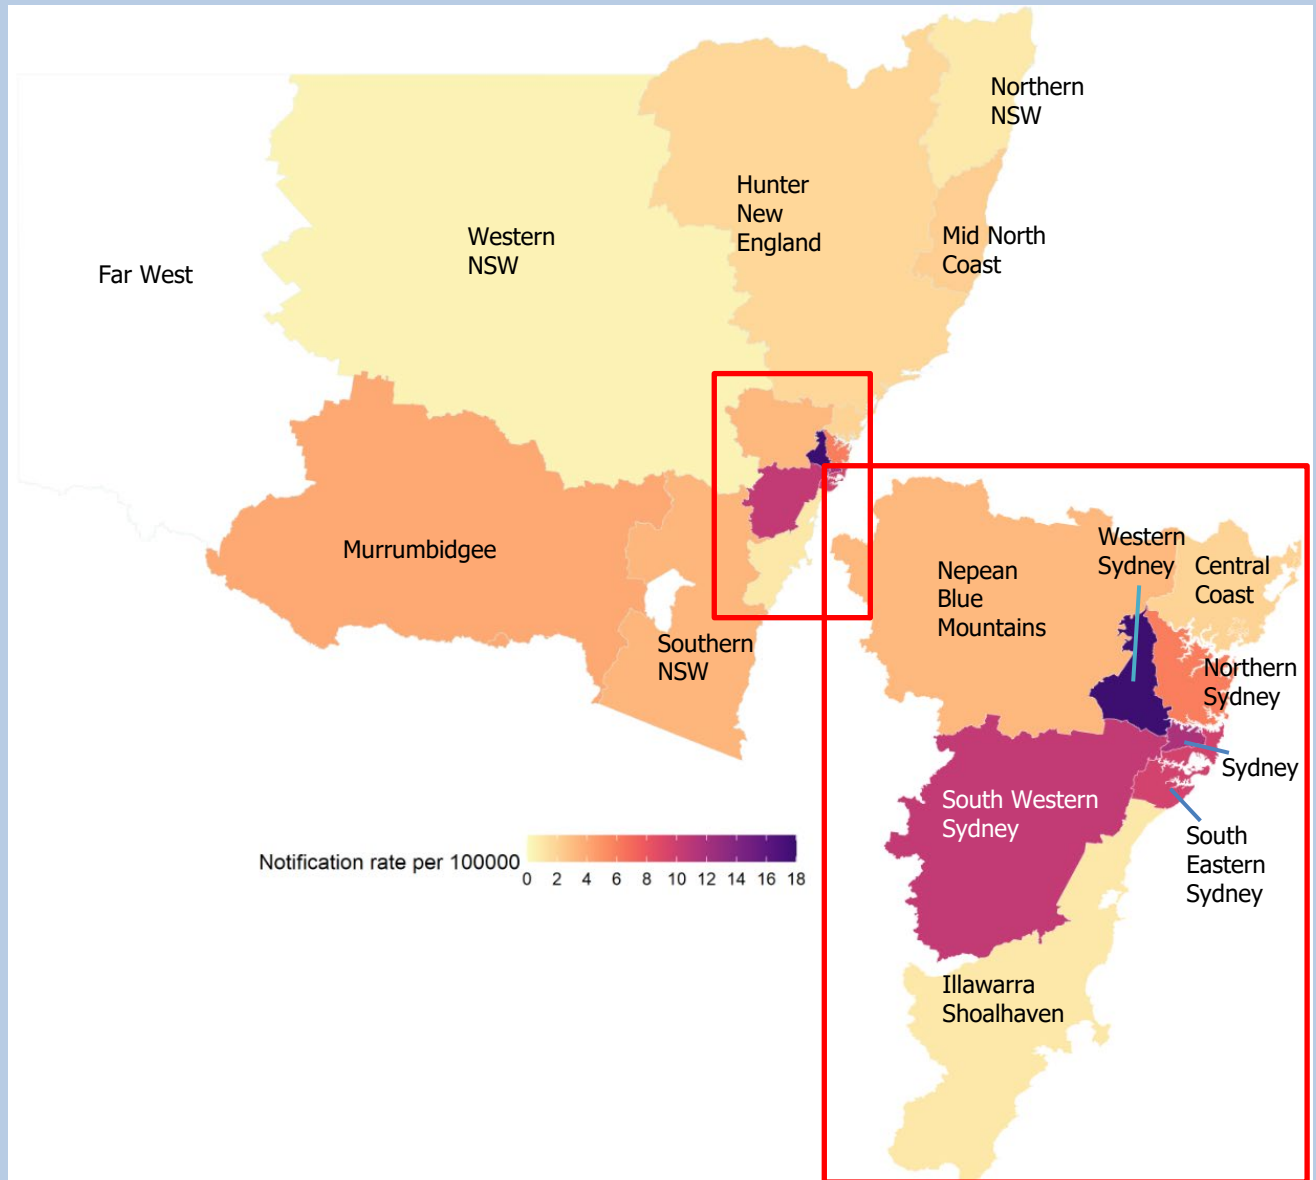 Northern
NSW
Hunter
New
England
Mid North
Coast
Western
NSW
Far West
Murrumbidgee
Southern
NSW
Western
Sydney
Central
Coast
Nepean
Blue
Mountains
Northern
Sydney
Sydney
South Western
Sydney
South
Eastern
Sydney
Illawarra
Shoalhaven
Notification rate per 100000
0 2 4 6 8 10 12 14 16 18